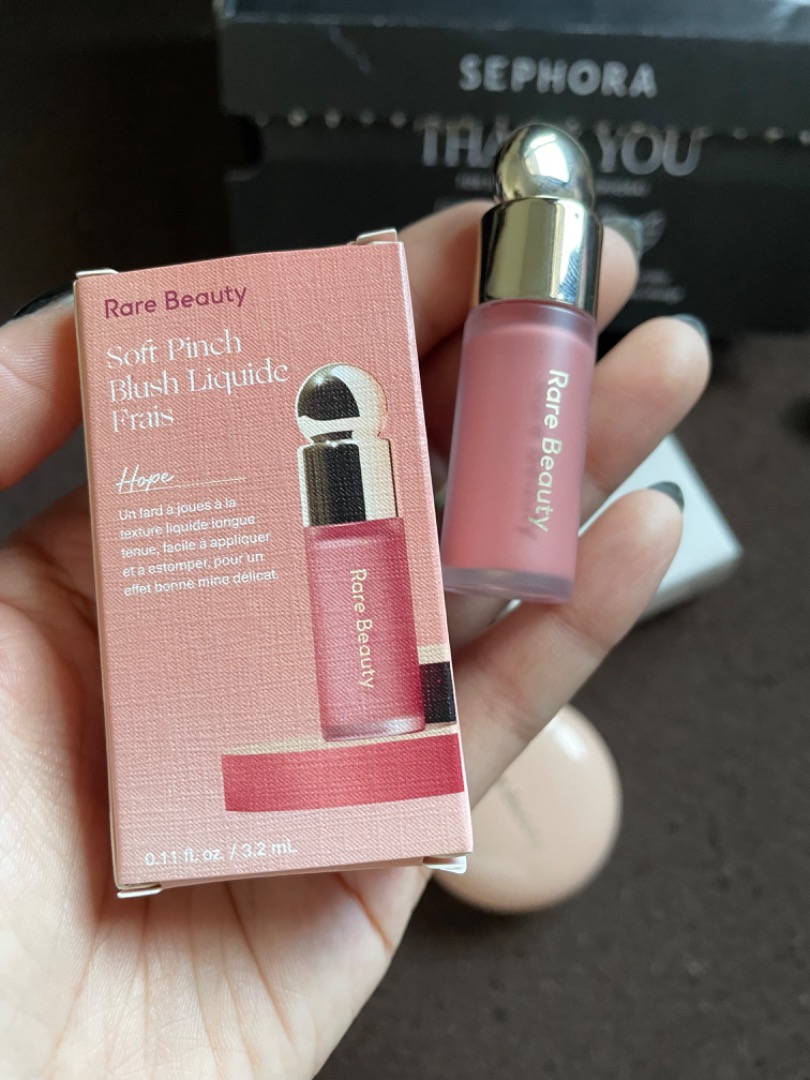 SEPHORA
THANK YOU
Rare Beauty
Soft Pinch
Blush Liquide
Frais
Hope
Un fard à joues à la
texture liquide longue
tenue, facile à appliquer
et à estomper, pour un
effet bonne mine délicat.
Rare Beauty
0.11 fl. oz. / 3.2 mL
Rare Beauty